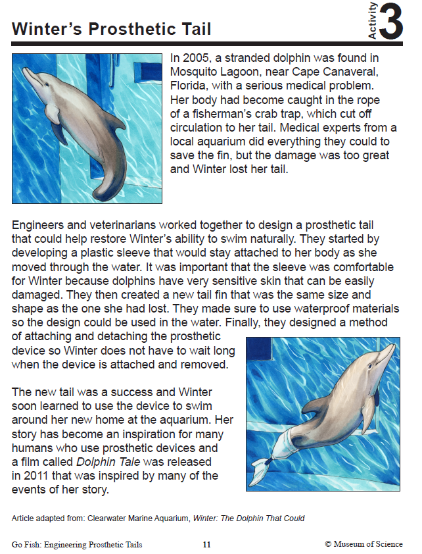 Winter's Prosthetic Tail
Activity
3
In 2005, a stranded dolphin was found in
Mosquito Lagoon, near Cape Canaveral,
Florida, with a serious medical problem.
Her body had become caught in the rope
of a fisherman's crab trap, which cut off
circulation to her tail. Medical experts from a
local aquarium did everything they could to
save the fin, but the damage was too great
and Winter lost her tail.
Engineers and veterinarians worked together to design a prosthetic tail
that could help restore Winter's ability to swim naturally. They started by
developing a plastic sleeve that would stay attached to her body as she
moved through the water. It was important that the sleeve was comfortable
for Winter because dolphins have very sensitive skin that can be easily
damaged. They then created a new tail fin that was the same size and
shape as the one she had lost. They made sure to use waterproof materials
so the design could be used in the water. Finally, they designed a method
of attaching and detaching the prosthetic
device so Winter does not have to wait long
when the device is attached and removed.
The new tail was a success and Winter
soon learned to use the device to swim
around her new home at the aquarium. Her
story has become an inspiration for many
humans who use prosthetic devices and
a film called Dolphin Tale was released
in 2011 that was inspired by many of the
events of her story.
Article adapted from: Clearwater Marine Aquarium, Winter: The Dolphin That Could
Go Fish: Engineering Prosthetic Tails
11
© Museum of Science